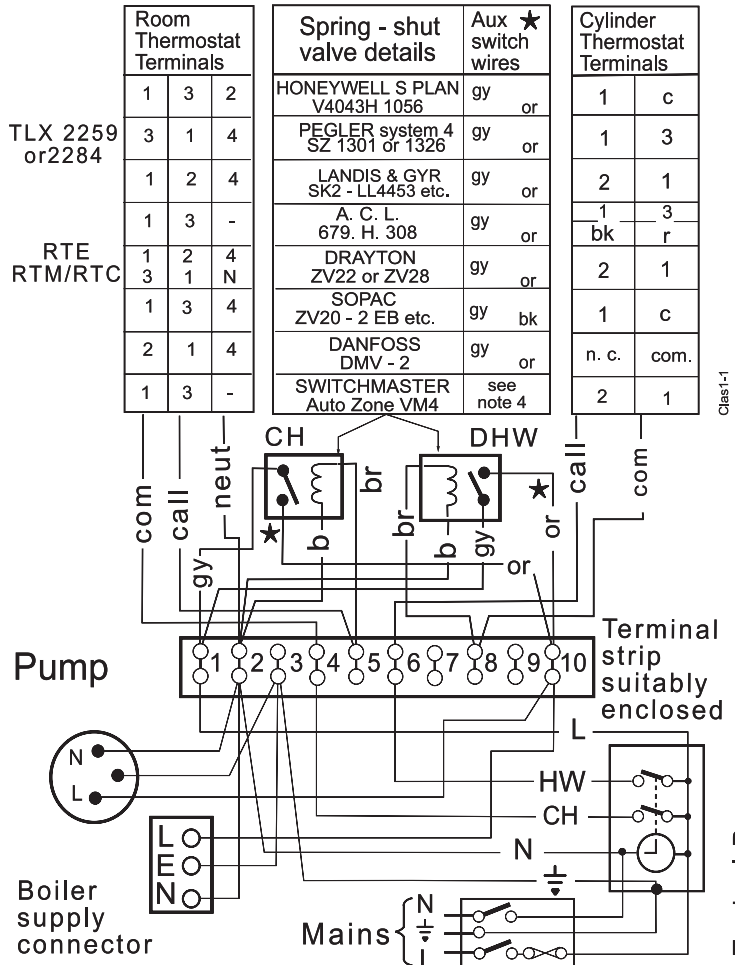 Room
Thermostat
Terminals
Spring - shut
valve details
Aux ★
switch
wires
Cylinder
Thermostat
Terminals
1 3 2
HONEYWELL S PLAN
V4043H 1056
gy or
1 c
TLX 2259
or2284
3 1 4
PEGLER system 4
SZ 1301 or 1326
gy or
1 3
1 2 4
LANDIS & GYR
SK2 - LL4453 etc.
gy or
2 1
1 3 -
A. C. L.
679. H. 308
gy or
1 3
bk r
RTE
RTM/RTC
1 2 4
3 1 N
DRAYTON
ZV22 or ZV28
gy or
2 1
1 3 4
SOPAC
ZV20 - 2 EB etc.
gy bk
1 c
2 1 4
DANFOSS
DMV - 2
gy or
n. c. com.
1 3 -
SWITCHMASTER
Auto Zone VM4
see
note 4
2 1
Clas1-1
CH
DHW
com
call
neut
gy
★
b
br
br
b
gy
★
or
or
call
com
1 2 3 4 5 6 7 8 9 10
Terminal
strip
suitably
enclosed
Pump
N
L
L
HW
CH
N
L
E
N
Boiler
supply
connector
Mains
N
L